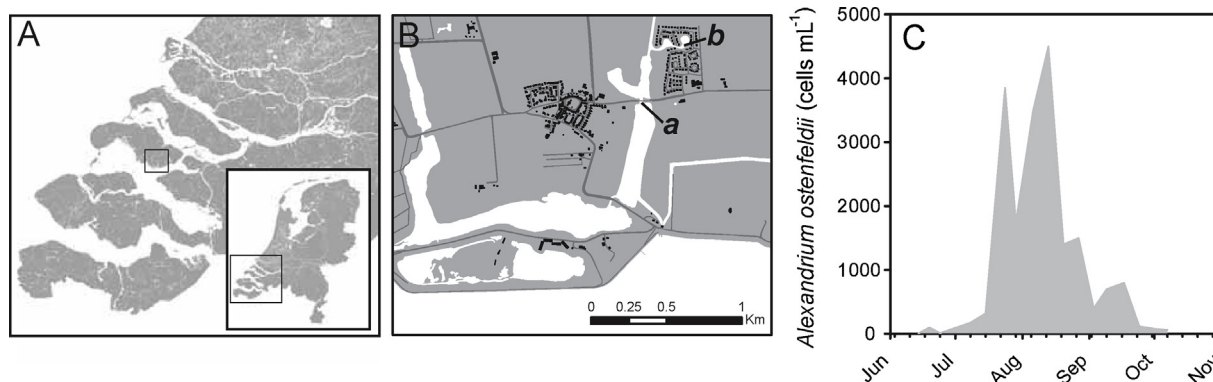 A
B
b
a
0 0.25 0.5 1
Km
C
Alexandrium ostenfeldii (cells mL-1)
5000
4000
3000
2000
1000
0
Jun Jul Aug Sep Oct Nov